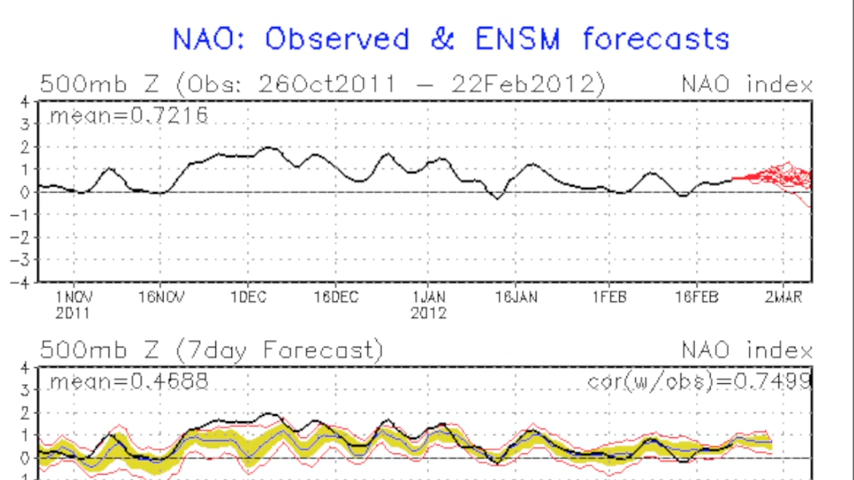 NAO: Observed & ENSM forecasts
500mb Z (Obs: 26Oct2011 – 22Feb2012) NAO index
mean=0.7216
4
3
2
1
0
-1
-2
-3
-4
1NOV 16NOV 1DEC 16DEC 1JAN 16JAN 1FEB 16FEB 2MAR
2011 2012
500mb Z (7day Forecast) NAO index
4
mean=0.4688 cor(w/obs)=0.7499
3
2
1
0